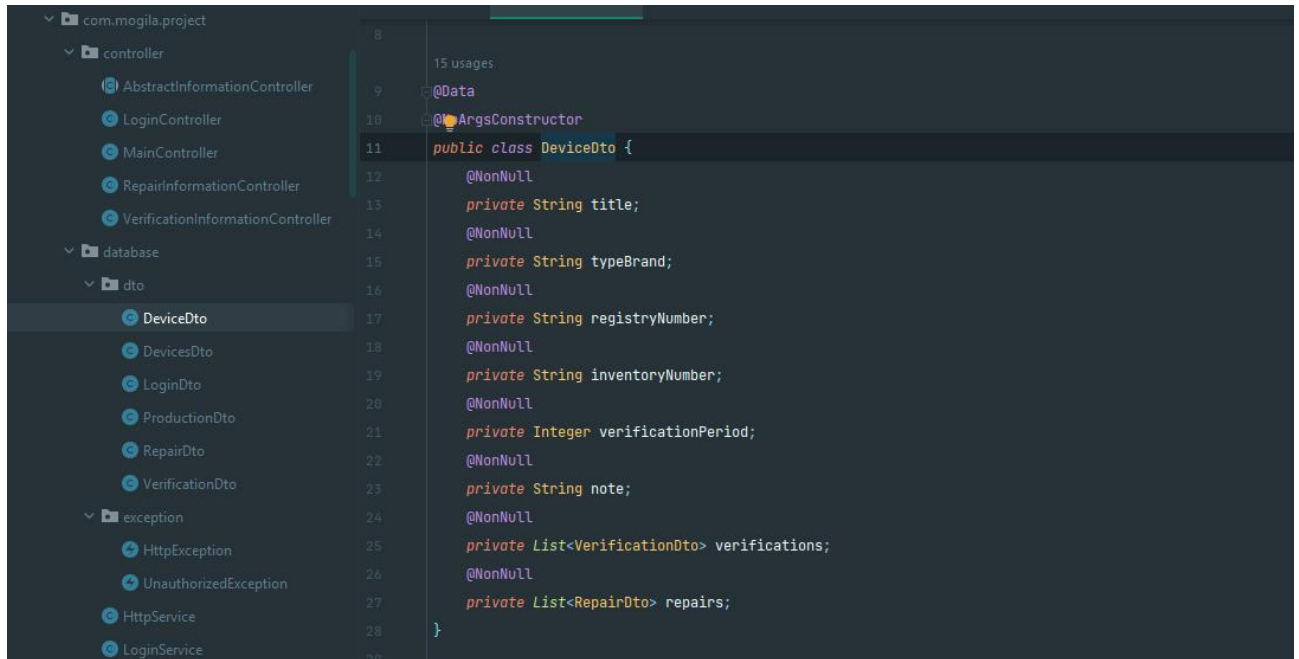 com.mogila.project
controller
AbstractInformationController
LoginController
MainController
RepairInformationController
VerificationInformationController
database
dto
DeviceDto
DevicesDto
LoginDto
ProductionDto
RepairDto
VerificationDto
exception
HttpException
UnauthorizedException
HttpService
LoginService
8
15 usages
9 @Data
10 @NoArgsConstructor
11 public class DeviceDto {
12 @NonNull
13 private String title;
14 @NonNull
15 private String typeBrand;
16 @NonNull
17 private String registryNumber;
18 @NonNull
19 private String inventoryNumber;
20 @NonNull
21 private Integer verificationPeriod;
22 @NonNull
23 private String note;
24 @NonNull
25 private List<VerificationDto> verifications;
26 @NonNull
27 private List<RepairDto> repairs;
28 }